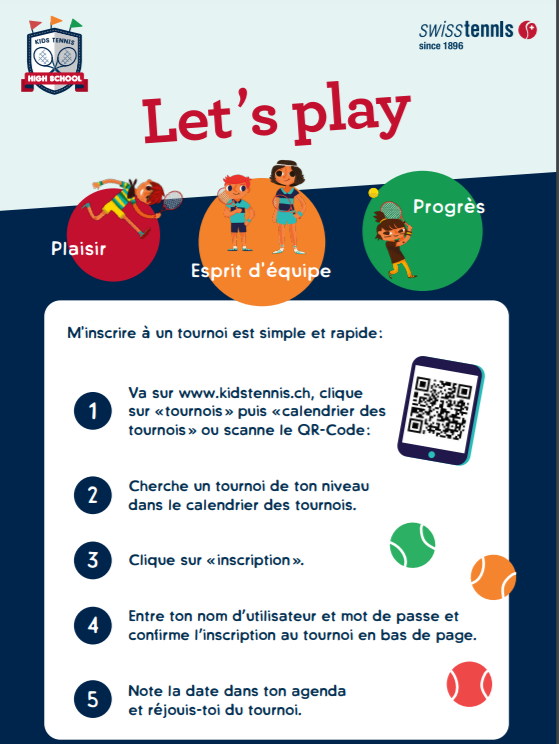 KIDS TENNIS
HIGH SCHOOL
swisstennis
since 1896
Let's play
Plaisir
Esprit d'équipe
Progrès
M'inscrire à un tournoi est simple et rapide:
1
Va sur www.kidstennis.ch, clique
sur «tournois» puis «calendrier des
tournois» ou scanne le QR-Code:
2
Cherche un tournoi de ton niveau
dans le calendrier des tournois.
3
Clique sur «inscription».
4
Entre ton nom d'utilisateur et mot de passe et
confirme l'inscription au tournoi en bas de page.
5
Note la date dans ton agenda
et réjouis-toi du tournoi.